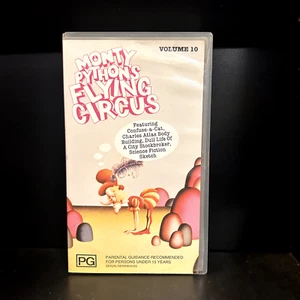 VOLUME 10
MONTY
PYTHON'S
FLYING
CIRCUS
Featuring
Confuse-a-Cat,
Charles Atlas Body
Building, Dull Life Of
A City Stockbroker,
Science Fiction
Sketch
PG
PARENTAL GUIDANCE RECOMMENDED
FOR PERSONS UNDER 15 YEARS